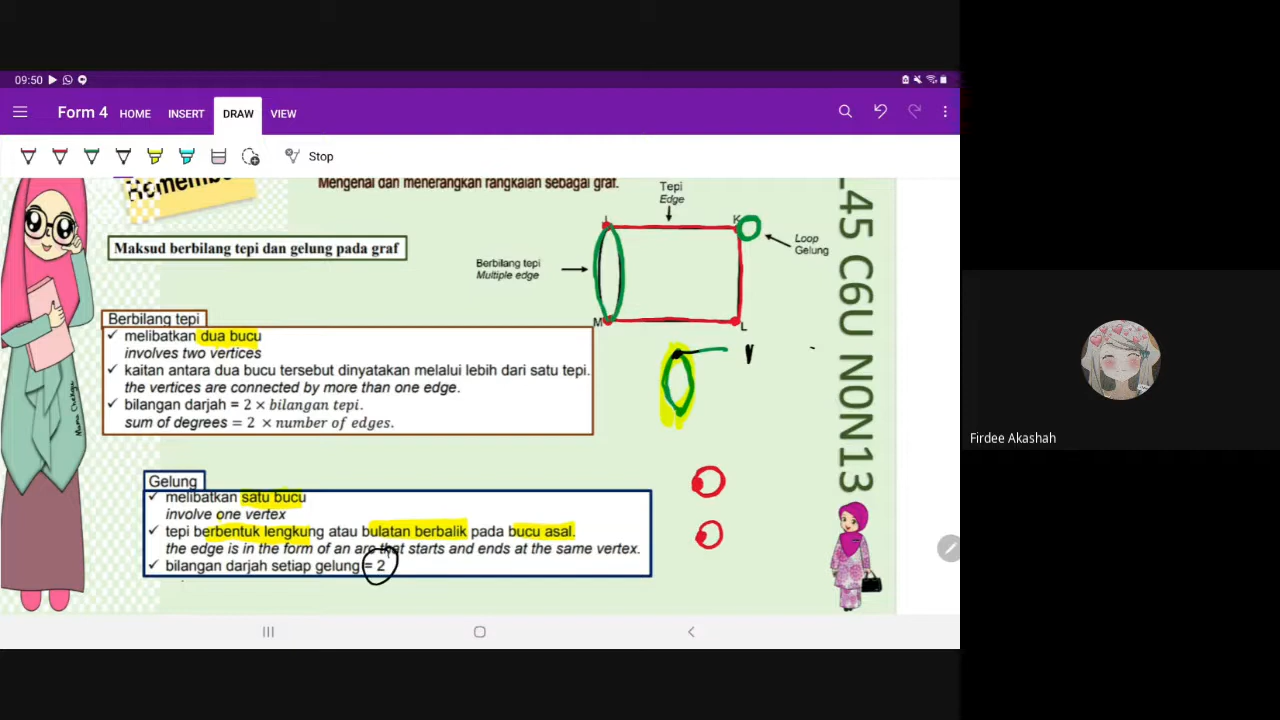 09:50
Form 4 HOME INSERT DRAW VIEW
Stop
Mengenal dan menerangkan rangkaian sebagai graf.
Maksud berbilang tepi dan gelung pada graf
Tepi
Edge
K
Loop
Gelung
Berbilang tepi
Multiple edge
M
L
Berbilang tepi
✓ melibatkan dua bucu
involves two vertices
✓ kaitan antara dua bucu tersebut dinyatakan melalui lebih dari satu tepi.
the vertices are connected by more than one edge.
✓ bilangan darjah = 2 × bilangan tepi.
sum of degrees = 2 × number of edges.
Gelung
✓ melibatkan satu bucu
involve one vertex
✓ tepi berbentuk lengkung atau bulatan berbalik pada bucu asal.
the edge is in the form of an arc that starts and ends at the same vertex.
✓ bilangan darjah setiap gelung = 2
45 C6U N0N13
Firdee Akashah